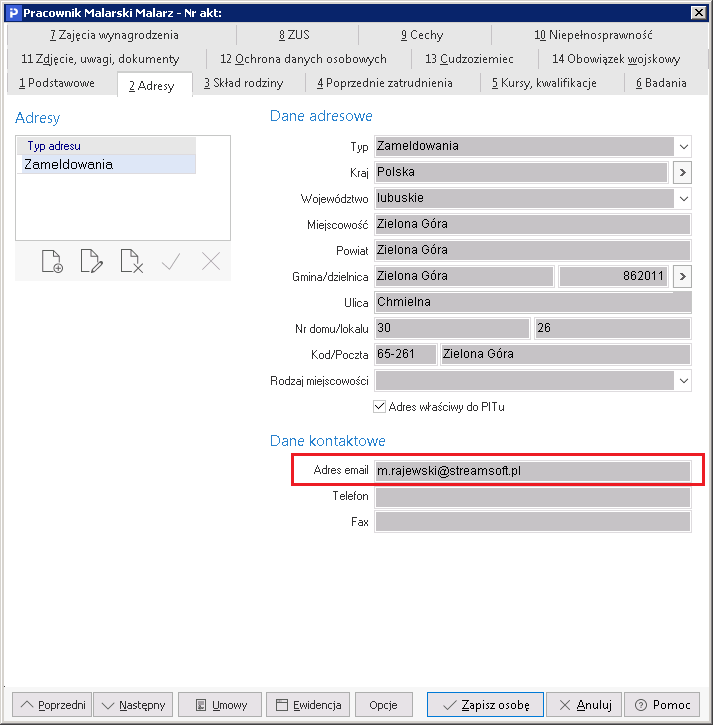 Pracownik Malarski Malarz - Nr akt:
7 Zajęcia wynagrodzenia 8 ZUS 9 Cechy 10 Niepełnosprawność
11 Zdjęcie, uwagi, dokumenty 12 Ochrona danych osobowych 13 Cudzoziemiec 14 Obowiązek wojskowy
1 Podstawowe 2 Adresy 3 Skład rodziny 4 Poprzednie zatrudnienia 5 Kursy, kwalifikacje 6 Badania
Adresy
Typ adresu
Zameldowania
Dane adresowe
Typ Zameldowania
Kraj Polska
Województwo lubuskie
Miejscowość Zielona Góra
Powiat Zielona Góra
Gmina/dzielnica Zielona Góra 862011
Ulica Chmielna
Nr domu/lokalu 30 26
Kod/Poczta 65-261 Zielona Góra
Rodzaj miejscowości
Adres właściwy do PITu
Dane kontaktowe
Adres email m.rajewski@streamsoft.pl
Telefon
Fax
Poprzedni Następny Umowy Ewidencja Opcje Zapisz osobę Anuluj Pomoc